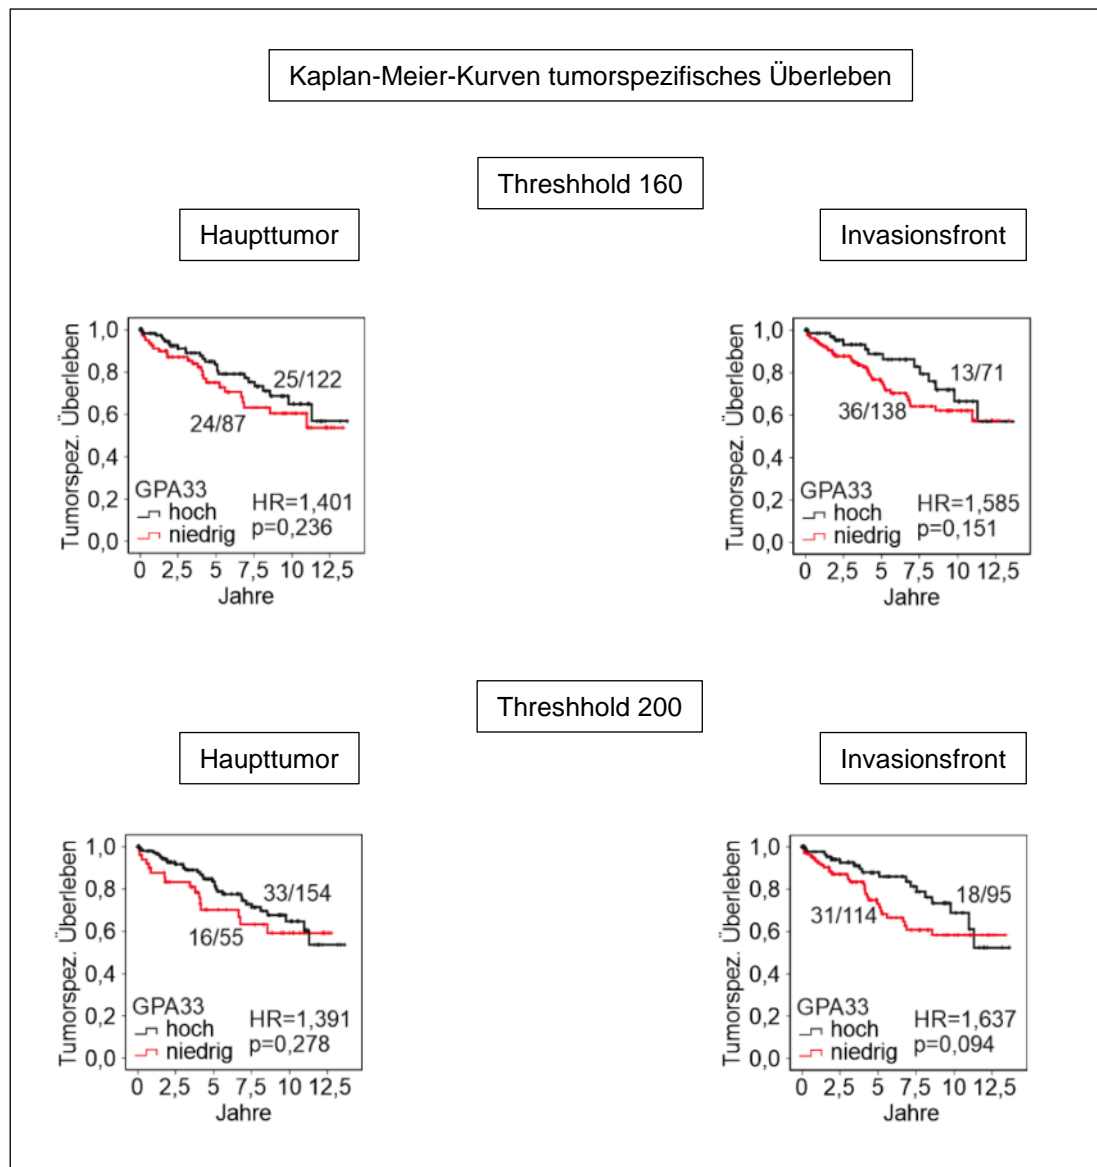 Kaplan-Meier-Kurven tumorspezifisches Überleben
Threshhold 160
Haupttumor
Invasionsfront
Tumorspez. Überleben
1,0
0,8
0,6
0,4
0,2
0,0
25/122
24/87
GPA33
hoch
niedrig
HR=1,401
p=0,236
0 2,5 5 7,5 10 12,5
Jahre
Tumorspez. Überleben
1,0
0,8
0,6
0,4
0,2
0,0
13/71
36/138
GPA33
hoch
niedrig
HR=1,585
p=0,151
0 2,5 5 7,5 10 12,5
Jahre
Threshhold 200
Haupttumor
Invasionsfront
Tumorspez. Überleben
1,0
0,8
0,6
0,4
0,2
0,0
33/154
16/55
GPA33
hoch
niedrig
HR=1,391
p=0,278
0 2,5 5 7,5 10 12,5
Jahre
Tumorspez. Überleben
1,0
0,8
0,6
0,4
0,2
0,0
18/95
31/114
GPA33
hoch
niedrig
HR=1,637
p=0,094
0 2,5 5 7,5 10 12,5
Jahre